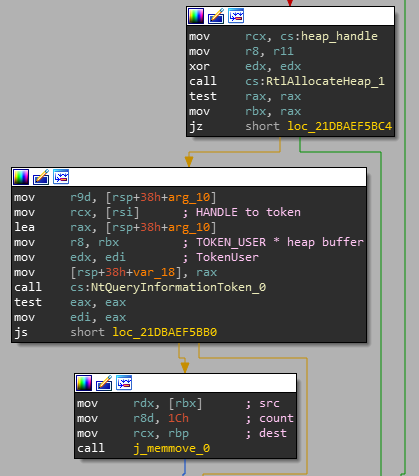 mov rcx, cs:heap_handle
mov r8, r11
xor edx, edx
call cs:RtlAllocateHeap_1
test rax, rax
mov rbx, rax
jz short loc_21DBAEF5BC4
mov r9d, [rsp+38h+arg_10]
mov rcx, [rsi] ; HANDLE to token
lea rax, [rsp+38h+arg_10]
mov r8, rbx ; TOKEN_USER * heap buffer
mov edx, edi ; TokenUser
mov [rsp+38h+var_18], rax
call cs:NtQueryInformationToken_0
test eax, eax
mov edi, eax
js short loc_21DBAEF5BB0
mov rdx, [rbx] ; src
mov r8d, 1Ch ; count
mov rcx, rbp ; dest
call j_memmove_0